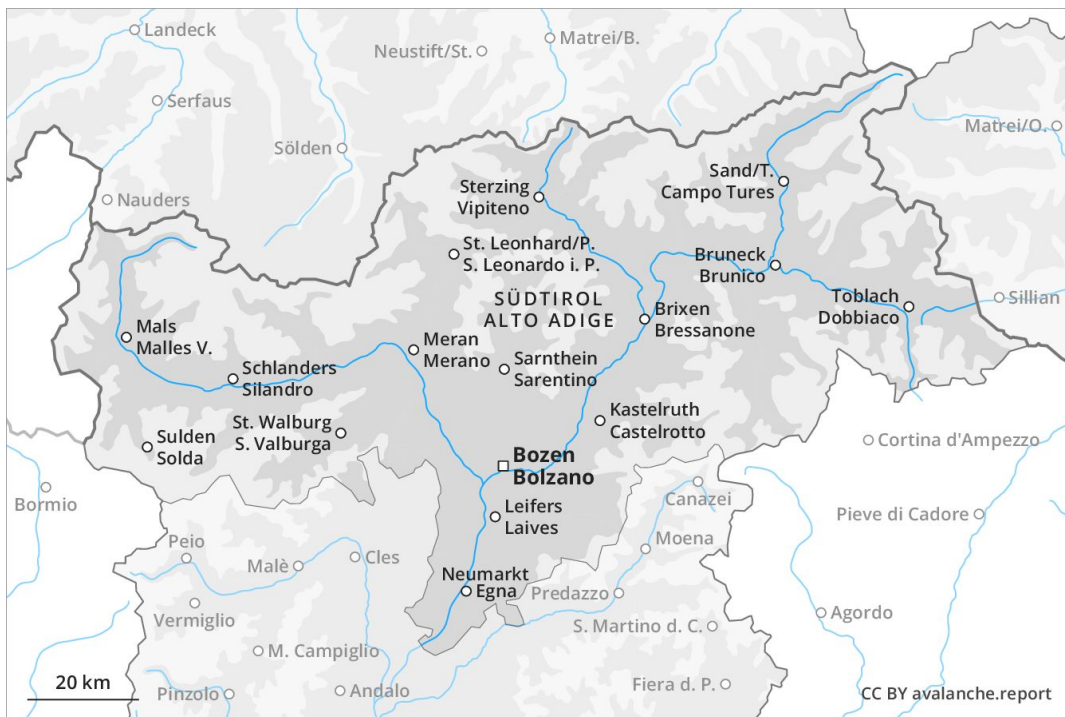 Landeck
Neustift/St.
Matrei/B.
Serfaus
Matrei/O.
Sölden
Sand/T.
Campo Tures
Sterzing
Vipiteno
Nauders
St. Leonhard/P.
S. Leonardo i. P.
Bruneck
Brunico
SÜDTIROL
ALTO ADIGE
Toblach
Dobbiaco
Sillian
Brixen
Bressanone
Mals
Malles V.
Meran
Merano
Sarnthein
Sarentino
Schlanders
Silandro
Kastelruth
Castelrotto
St. Walburg
S. Valburga
Sulden
Solda
Cortina d'Ampezzo
Bozen
Bolzano
Bormio
Canazei
Leifers
Laives
Pieve di Cadore
Moena
Peio
Cles
Malè
Neumarkt
Egna
Predazzo
Vermiglio
Agordo
S. Martino d. C.
M. Campiglio
20 km
Pinzolo
Andalo
Fiera d. P.
CC BY avalanche.report